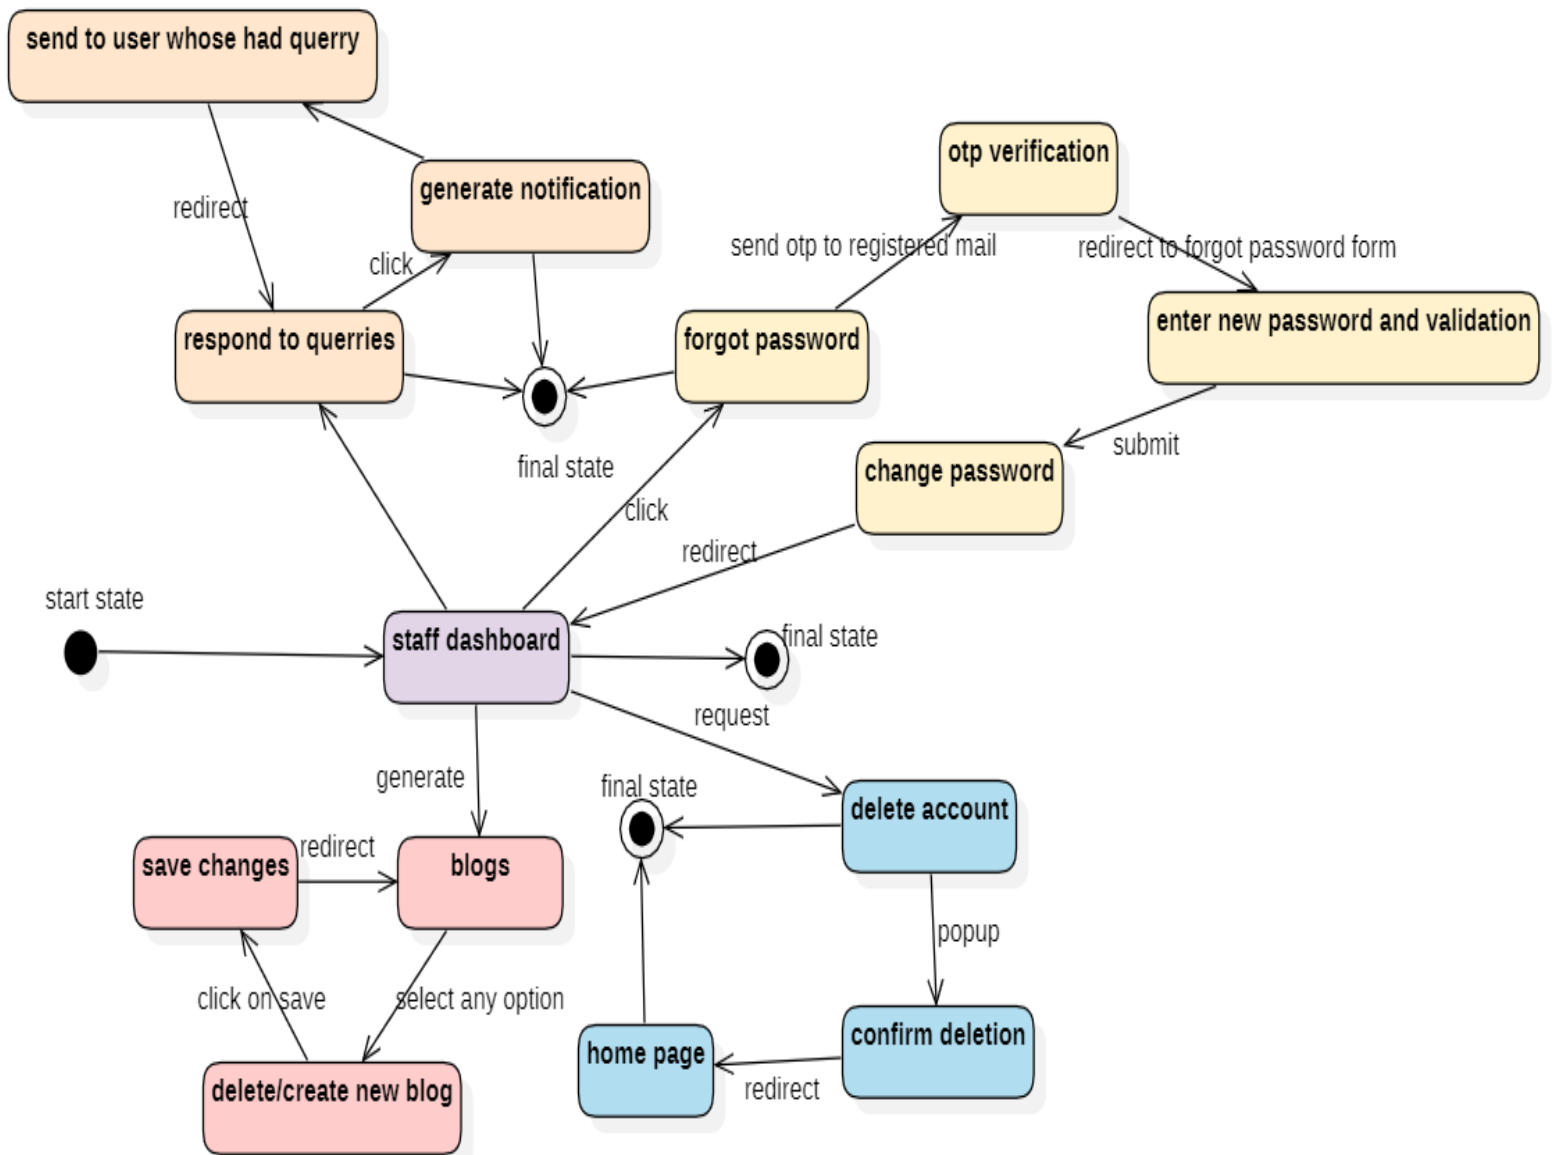 send to user whose had querry
otp verification
generate notification
redirect
send otp to registered mail
redirect to forgot password form
click
respond to querries
forgot password
enter new password and validation
final state
submit
change password
click
redirect
start state
staff dashboard
final state
request
generate
final state
delete account
redirect
save changes
blogs
popup
click on save
select any option
confirm deletion
home page
redirect
delete/create new blog